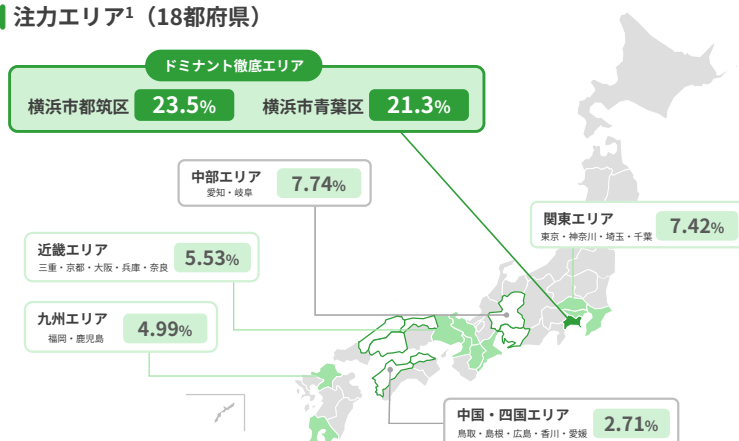 注力エリア¹（18都府県）
ドミナント徹底エリア
横浜市都筑区 23.5% 横浜市青葉区 21.3%
中部エリア 7.74%
愛知・岐阜
関東エリア 7.42%
東京・神奈川・埼玉・千葉
近畿エリア 5.53%
三重・京都・大阪・兵庫・奈良
九州エリア 4.99%
福岡・鹿児島
中国・四国エリア 2.71%
鳥取・島根・広島・香川・愛媛